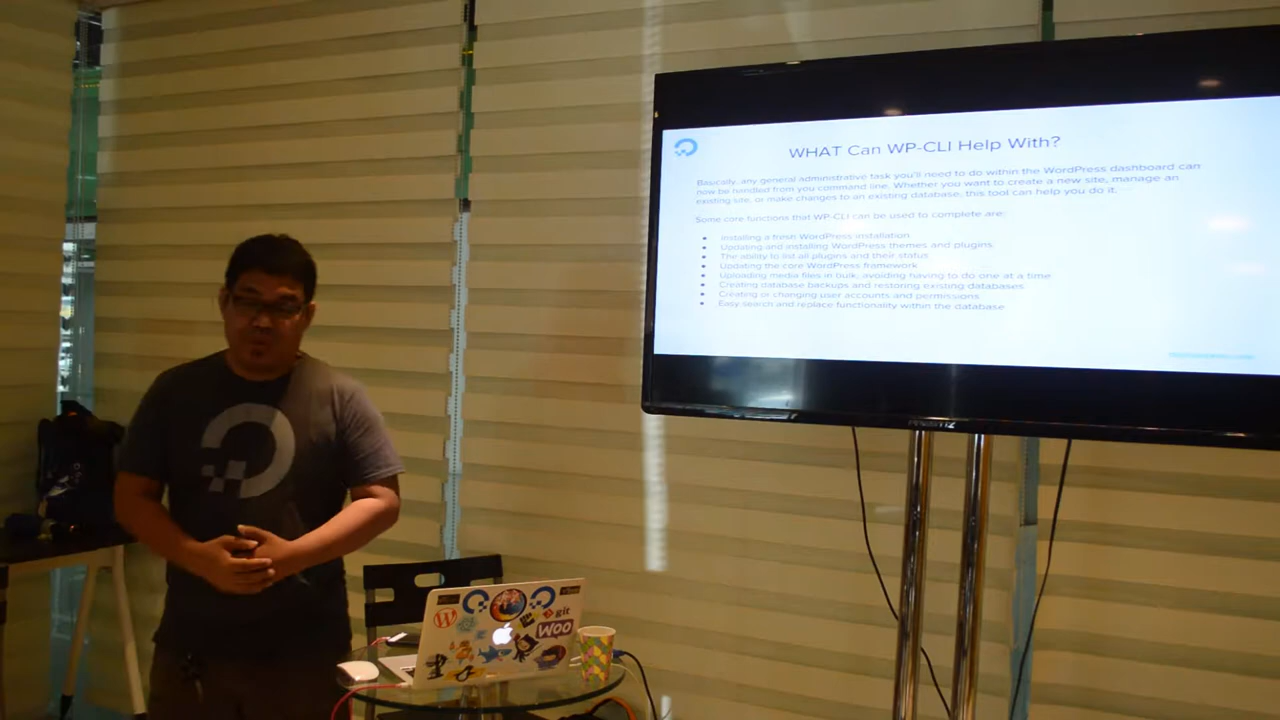 WHAT Can WP-CLI Help With?
Basically, any general administrative task you'll need to do within the WordPress dashboard can
now be handled from you command line. Whether you want to create a new site, manage an
existing site, or make changes to an existing database, this tool can help you do it.
Some core functions that WP-CLI can be used to complete are:
Installing a fresh WordPress installation
Updating and installing WordPress themes and plugins
The ability to list all plugins and their status
Updating the core WordPress framework
Uploading media files in bulk, avoiding having to do one at a time
Creating database backups and restoring existing databases
Creating or changing user accounts and permissions
Easy search and replace functionality within the database
git
WOO